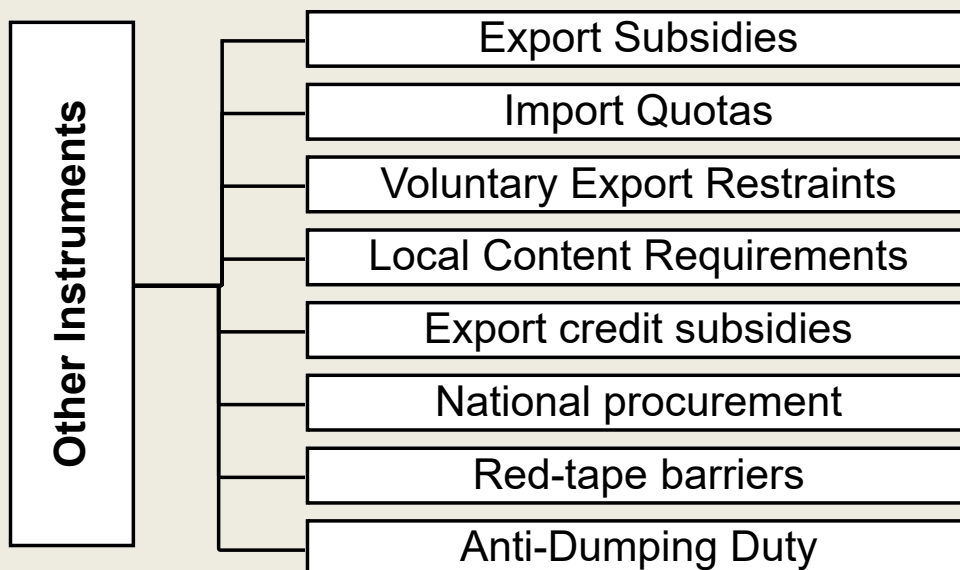 Other Instruments
Export Subsidies
Import Quotas
Voluntary Export Restraints
Local Content Requirements
Export credit subsidies
National procurement
Red-tape barriers
Anti-Dumping Duty